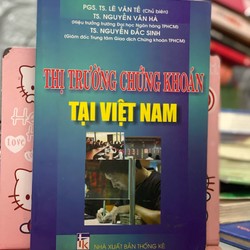 PGS. TS. LÊ VĂN TỀ (Chủ biên)
TS. NGUYỄN VĂN HÀ
(Hiệu trưởng trường Đại học Ngân hàng TPHCM)
TS. NGUYỄN ĐẮC SINH
(Giám đốc Trung tâm Giao dịch Chứng khoán TPHCM)
THỊ TRƯỜNG CHỨNG KHOÁN
TẠI VIỆT NAM
NHÀ XUẤT BẢN THỐNG KÊ
Love